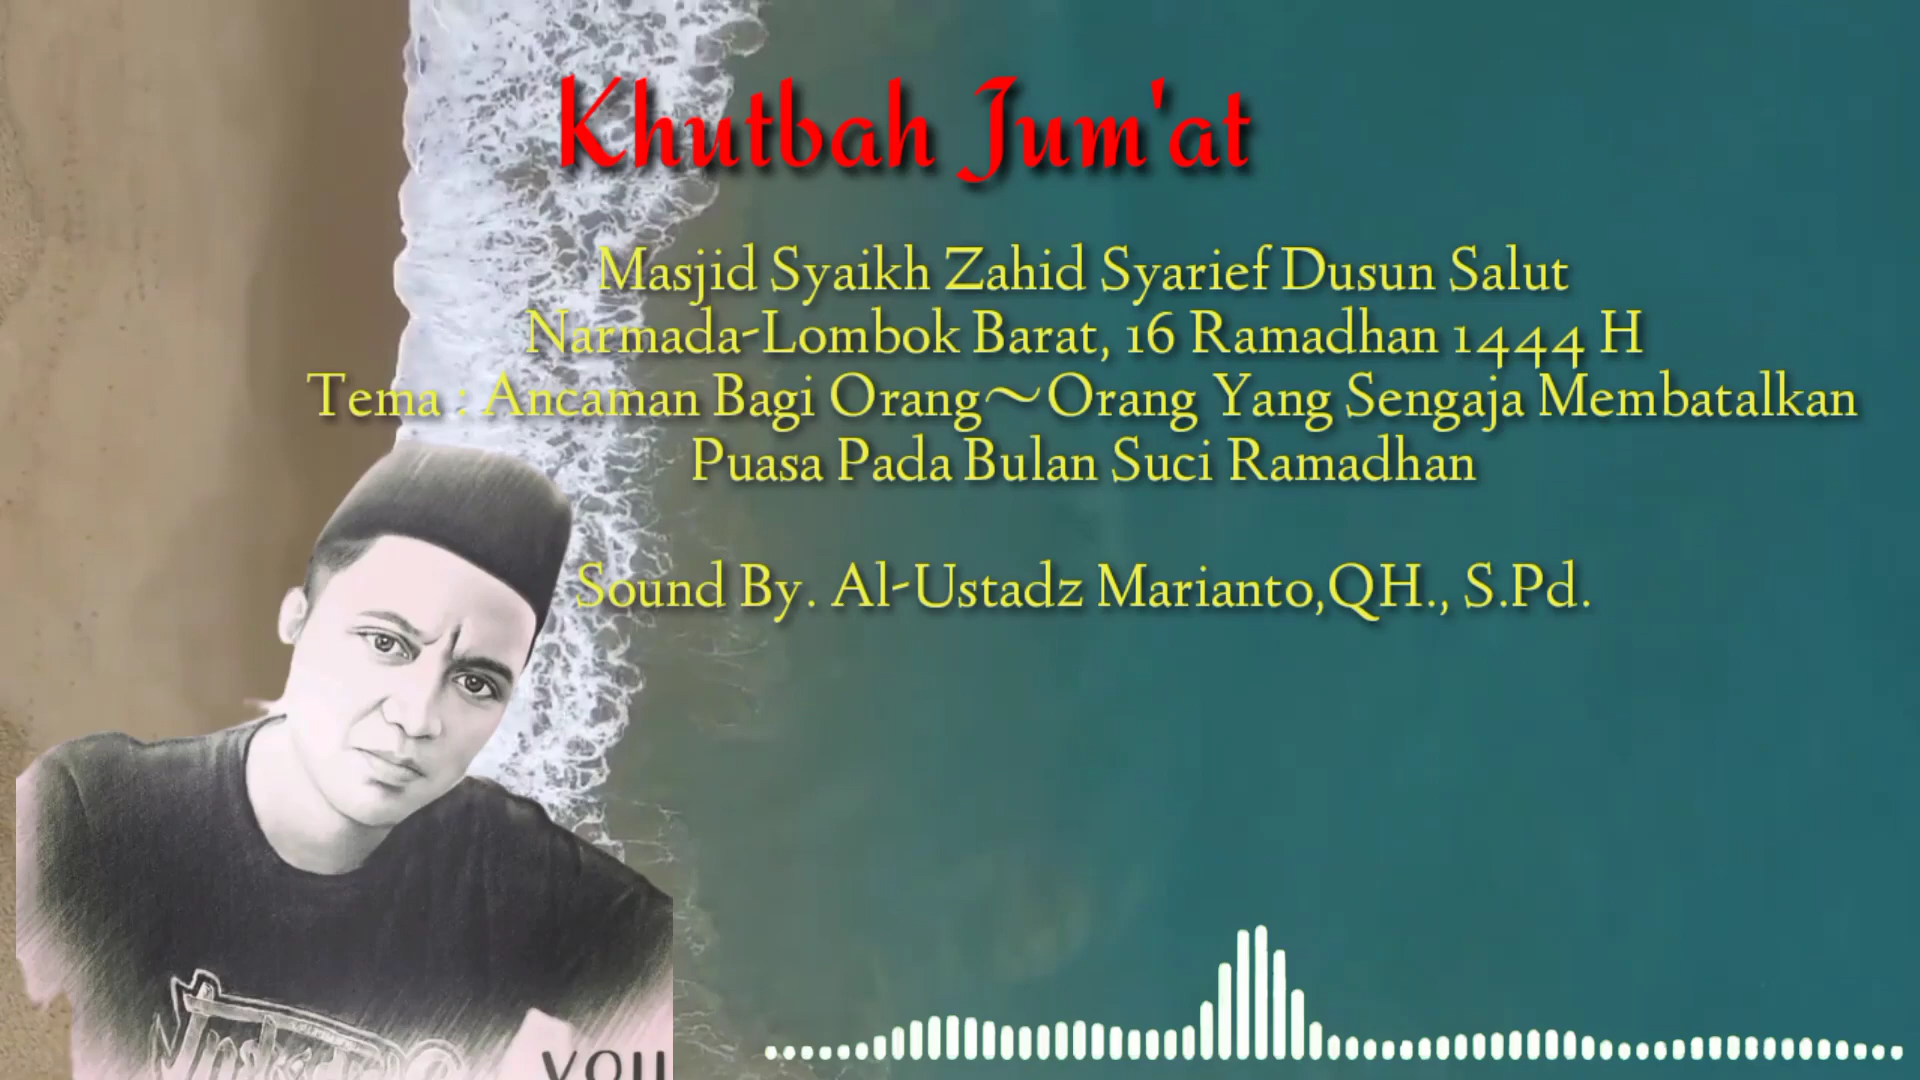 Khutbah Jum'at
Masjid Syaikh Zahid Syarief Dusun Salut
Narmada-Lombok Barat, 16 Ramadhan 1444 H
Tema : Ancaman Bagi Orang~Orang Yang Sengaja Membatalkan
Puasa Pada Bulan Suci Ramadhan
Sound By. Al-Ustadz Marianto,QH., S.Pd.
YOU